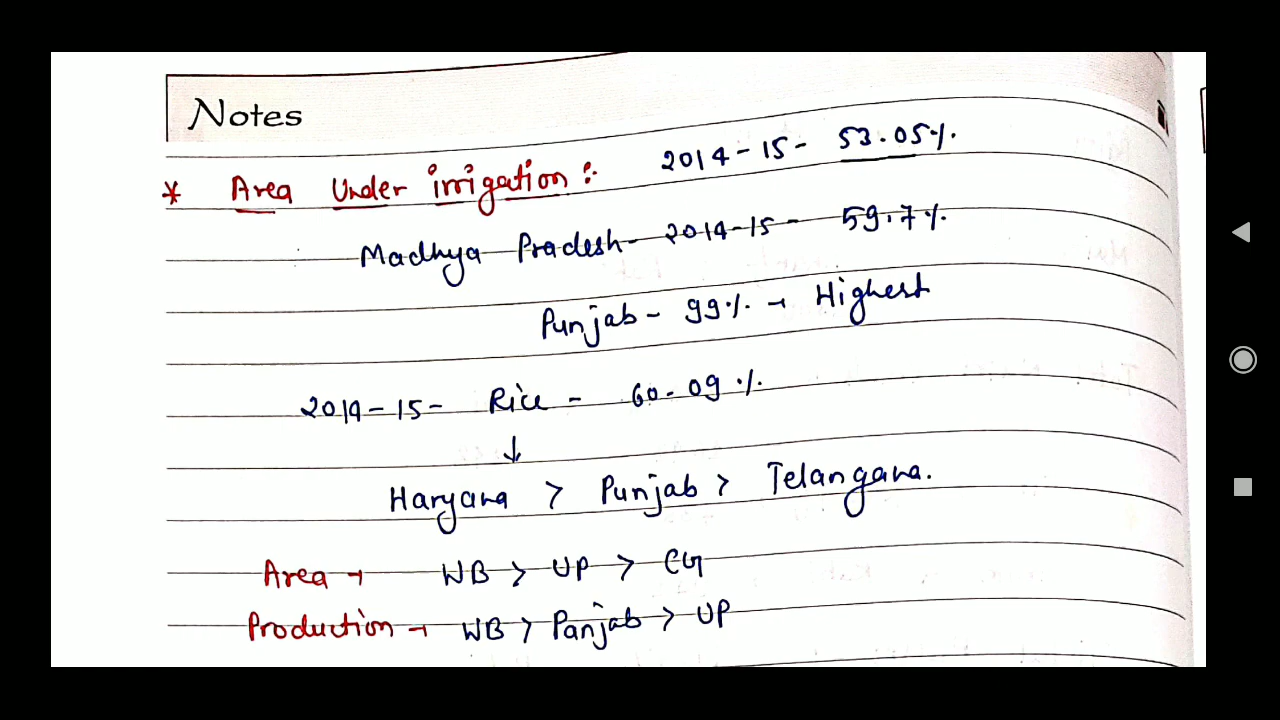 Notes
* Area Under irrigation :- 2014-15- 53.05%.
Madhya Pradesh- 2014-15- 59.7%
Punjab- 99% → Highest
2014-15- Rice - 60.09%
↓
Haryana > Punjab > Telangana.
Area → WB > UP > CG
Production → WB > Panjab > UP